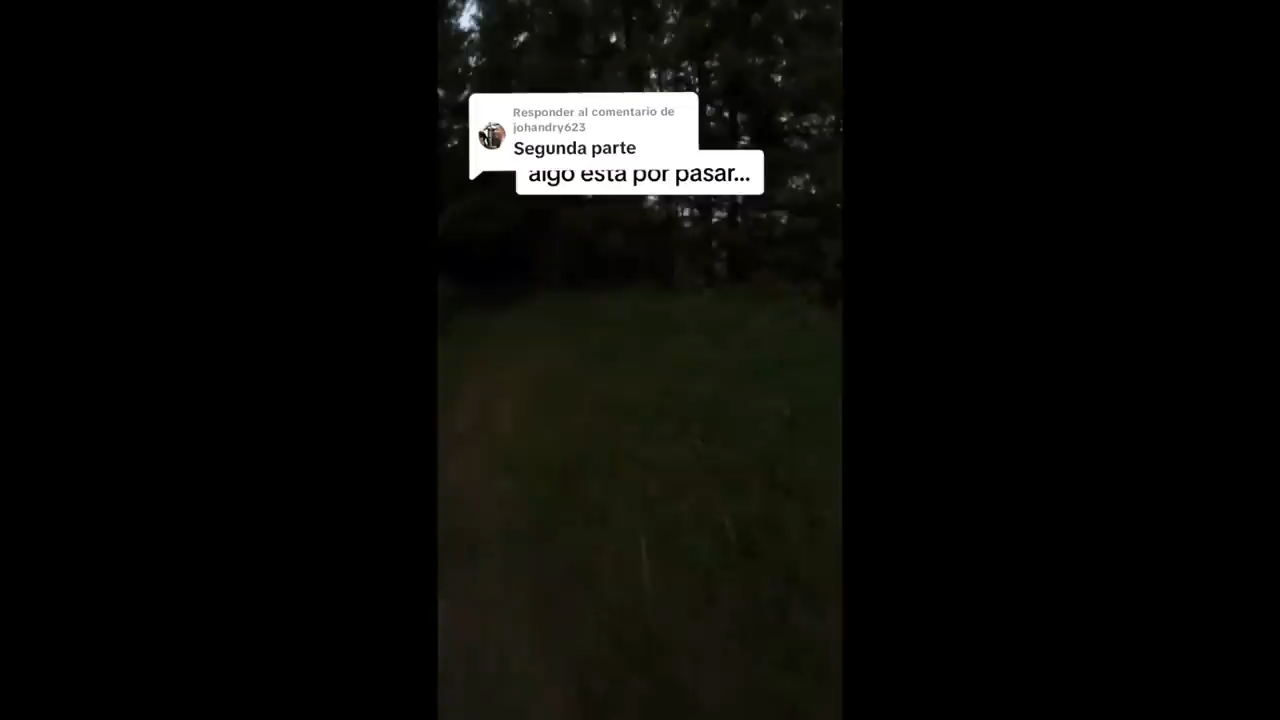 Responder al comentario de
johandry623
Segunda parte
algo esta por pasar...